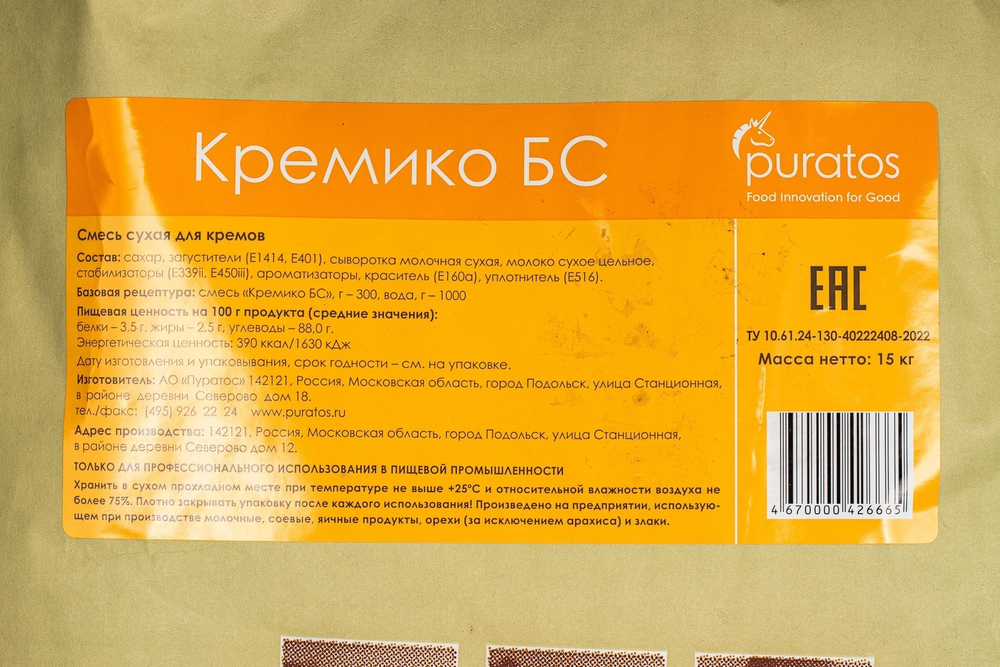 Кремико БС
puratos
Food Innovation for Good
Смесь сухая для кремов
Состав: сахар, загустители (Е1414, Е401), сыворотка молочная сухая, молоко сухое цельное,
стабилизаторы (Е339ii, Е450iii), ароматизаторы, краситель (Е160а), уплотнитель (Е516).
Базовая рецептура: смесь «Кремико БС», г – 300, вода, г – 1000
Пищевая ценность на 100 г продукта (средние значения):
белки – 3,5 г, жиры – 2,5 г, углеводы – 88,0 г.
Энергетическая ценность: 390 ккал/1630 кДж
Дату изготовления и упаковывания, срок годности – см. на упаковке.
Изготовитель: АО «Пуратос» 142121, Россия, Московская область, город Подольск, улица Станционная,
в районе деревни Северово дом 18.
тел./факс: (495) 926 22 24 www.puratos.ru
Адрес производства: 142121, Россия, Московская область, город Подольск, улица Станционная,
в районе деревни Северово дом 12.
ТОЛЬКО ДЛЯ ПРОФЕССИОНАЛЬНОГО ИСПОЛЬЗОВАНИЯ В ПИЩЕВОЙ ПРОМЫШЛЕННОСТИ
Хранить в сухом прохладном месте при температуре не выше +25°С и относительной влажности воздуха не
более 75%. Плотно закрывать упаковку после каждого использования! Произведено на предприятии, использую-
щем при производстве молочные, соевые, яичные продукты, орехи (за исключением арахиса) и злаки.
ЕАС
ТУ 10.61.24-130-40222408-2022
Масса нетто: 15 кг
4 670000 426665